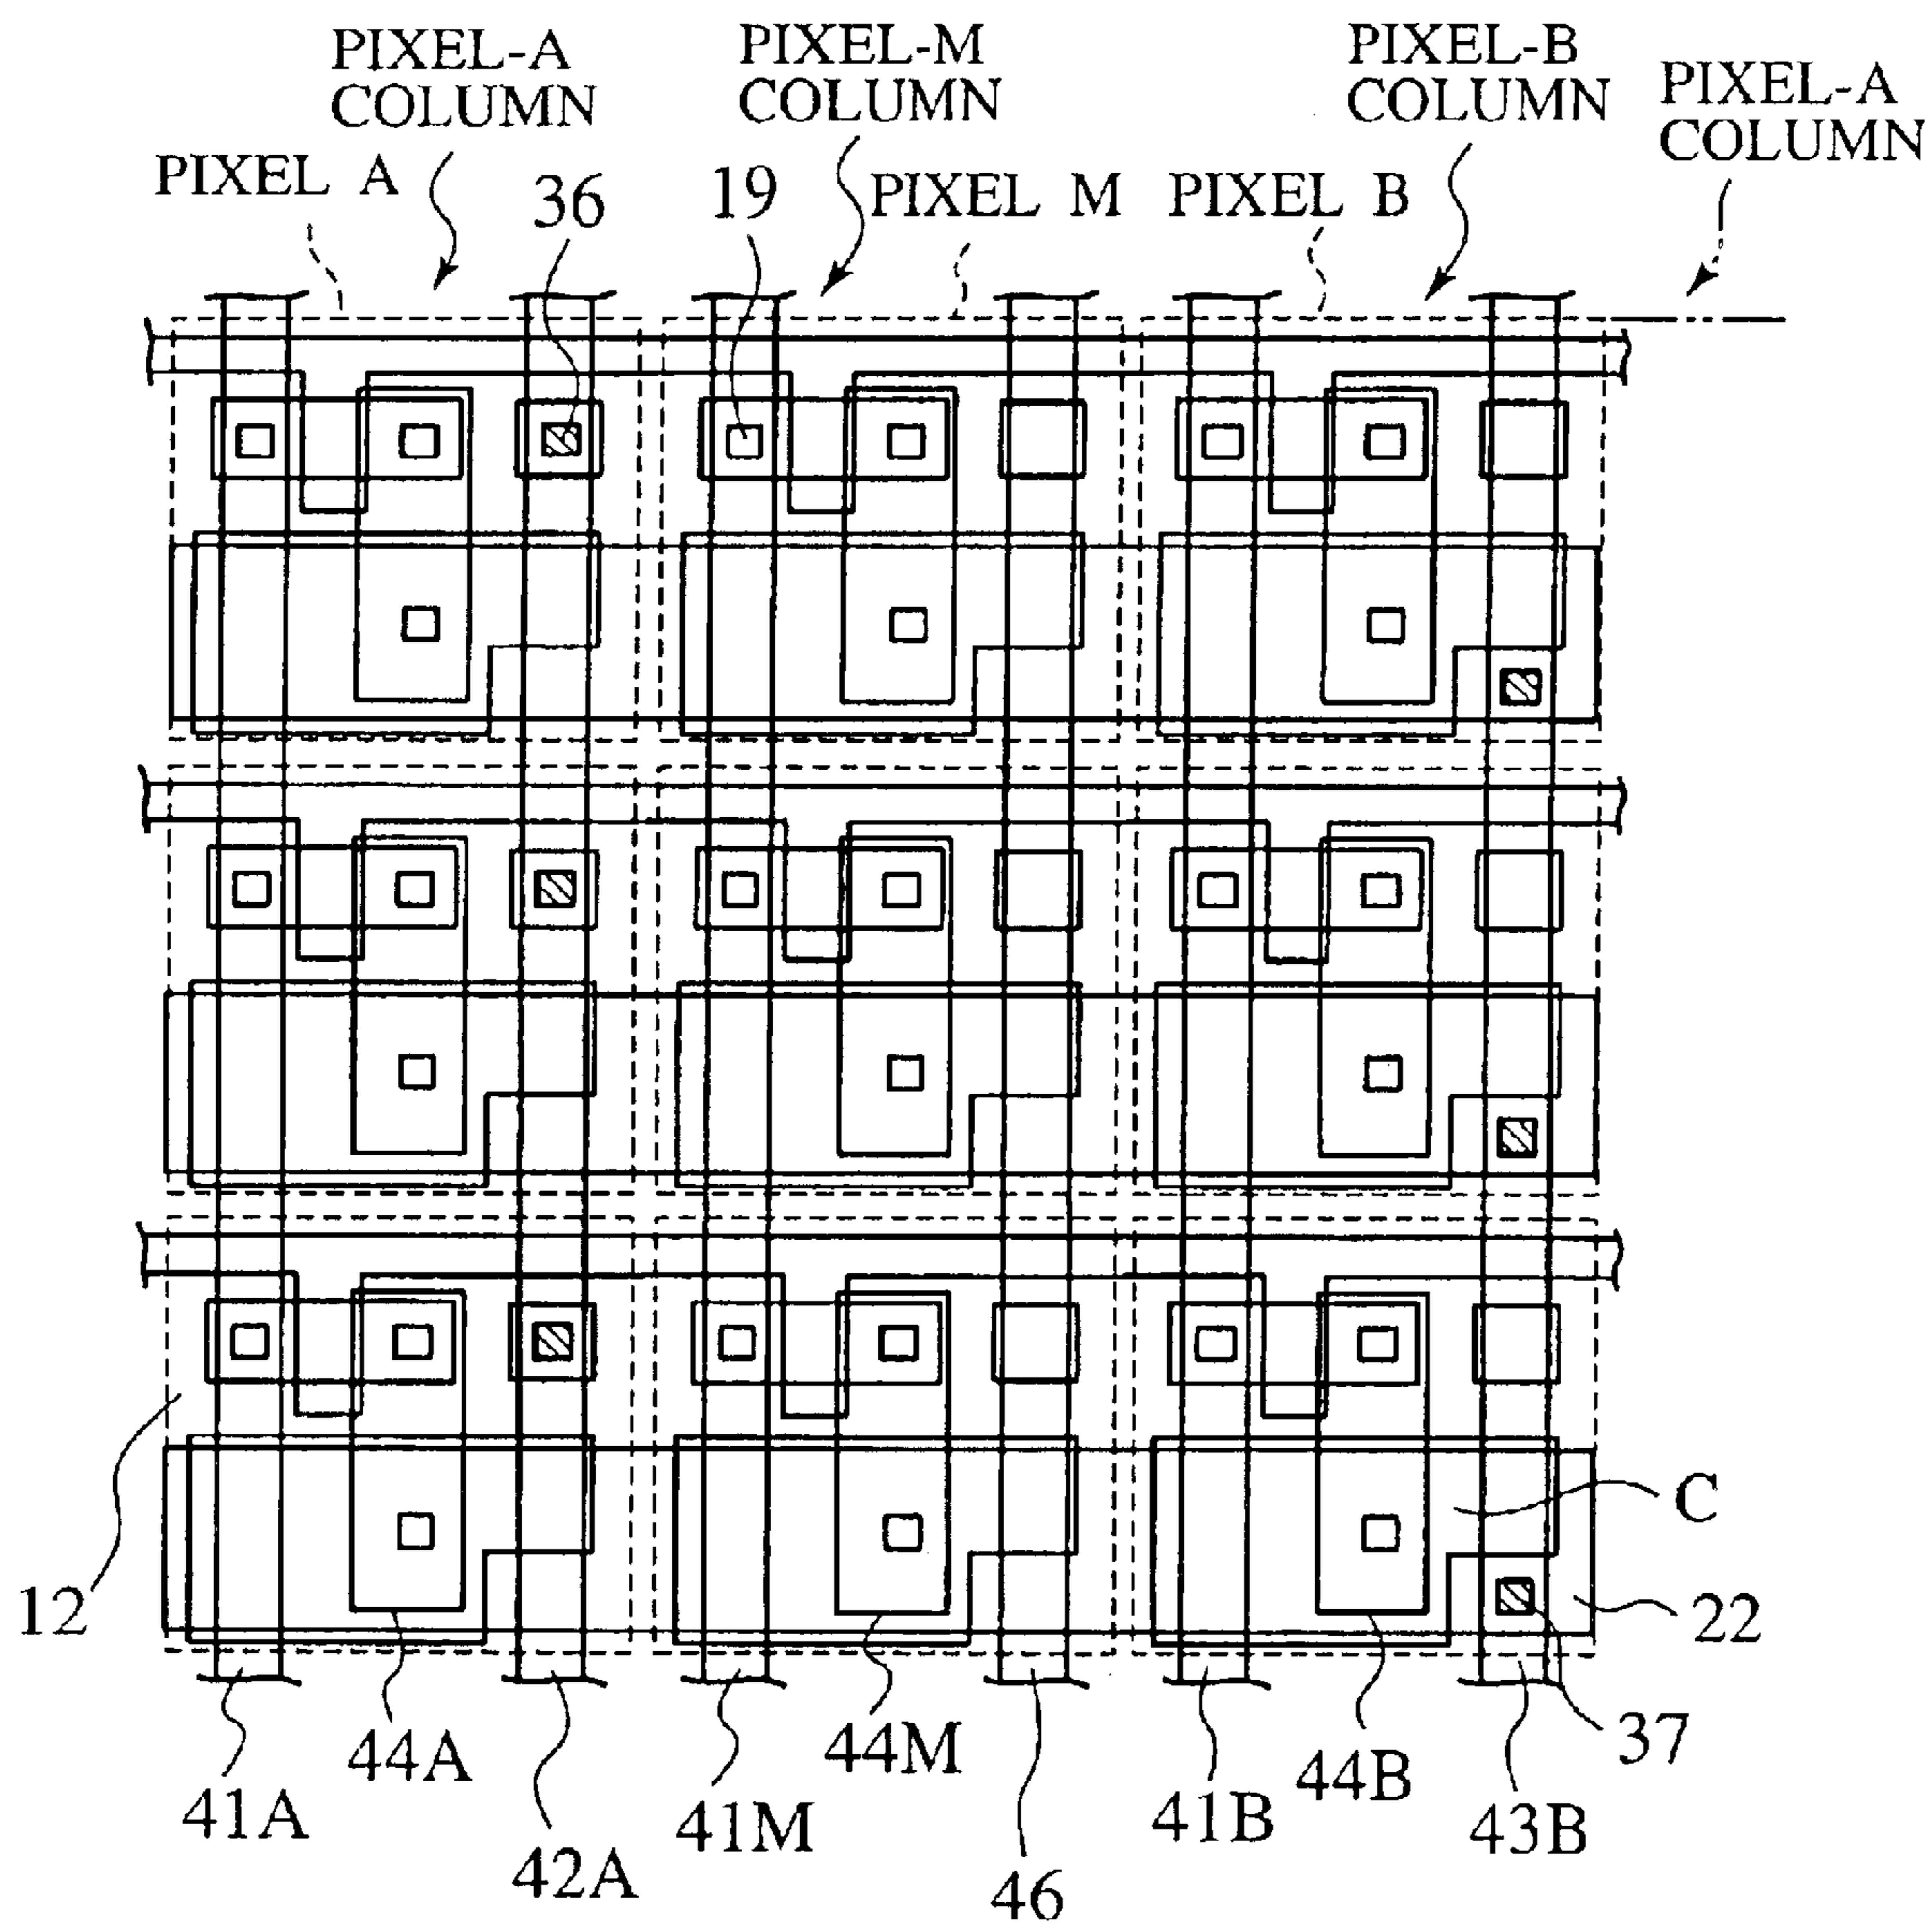 PIXEL-A
COLUMN
PIXEL-M
COLUMN
PIXEL-B
COLUMN
PIXEL-A
COLUMN
PIXEL A
36
19
PIXEL M
PIXEL B
C
12
22
37
44A
44M
44B
41A
42A
41M
46
41B
43B